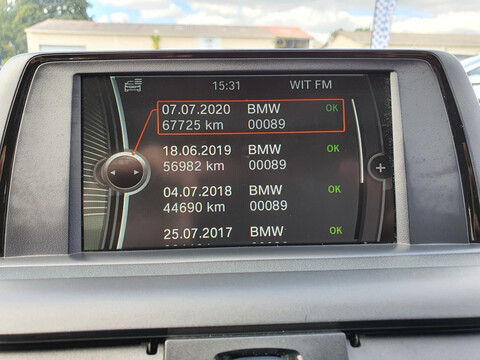 15:31 WIT FM
07.07.2020 BMW OK
67725 km 00089
18.06.2019 BMW OK
56982 km 00089
04.07.2018 BMW OK
44690 km 00089
25.07.2017 BMW OK